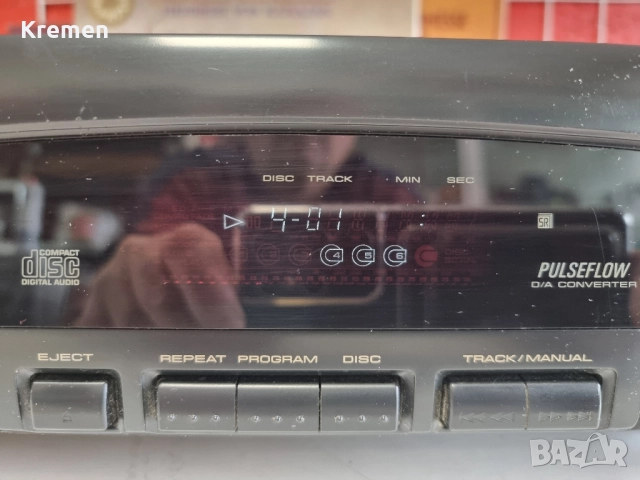 Kremen
DISC TRACK MIN SEC
4-01 :
SR
4 5 6
COMPACT
disc
DIGITAL AUDIO
PULSEFLOW
D/A CONVERTER
EJECT REPEAT PROGRAM DISC TRACK/MANUAL
bazar